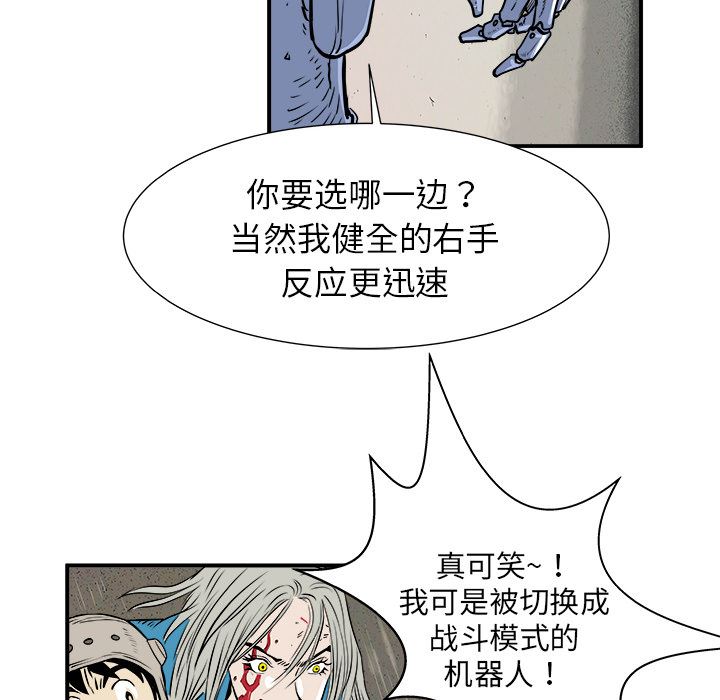 你要选哪一边？
当然我健全的右手
反应更迅速
真可笑~！
我可是被切换成
战斗模式的
机器人！